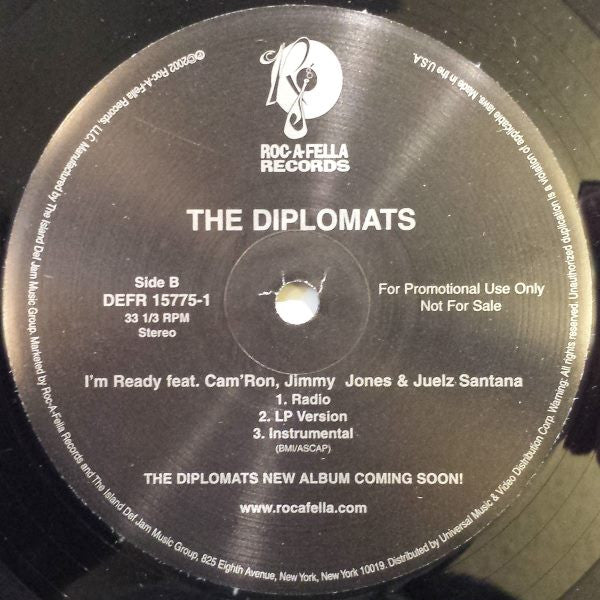 ROC-A-FELLA
RECORDS
THE DIPLOMATS
Side B
DEFR 15775-1
33 1/3 RPM
Stereo
For Promotional Use Only
Not For Sale
I'm Ready feat. Cam'Ron, Jimmy Jones & Juelz Santana
1. Radio
2. LP Version
3. Instrumental
(BMI/ASCAP)
THE DIPLOMATS NEW ALBUM COMING SOON!
www.rocafella.com
℗©2002 Roc-A-Fella Records, LLC. Manufactured by The Island Def Jam Music Group. Marketed by Roc-A-Fella Records and The Island Def Jam Music Group, 825 Eighth Avenue, New York, New York 10019. Distributed by Universal Music & Video Distribution Corp. Warning: All rights reserved. Unauthorized duplication is a violation of applicable laws. Made in the U.S.A.